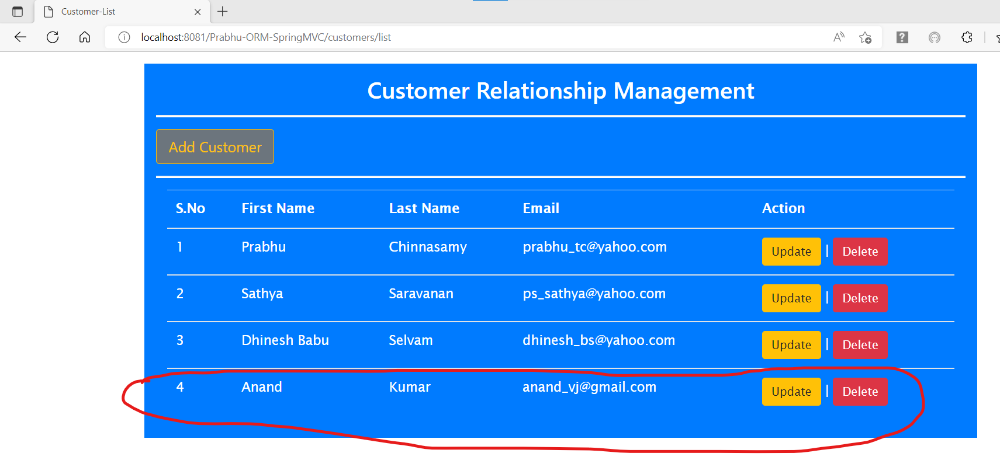 Customer-List
localhost:8081/Prabhu-ORM-SpringMVC/customers/list
Customer Relationship Management
Add Customer
S.No First Name Last Name Email Action
1 Prabhu Chinnasamy prabhu_tc@yahoo.com Update | Delete
2 Sathya Saravanan ps_sathya@yahoo.com Update | Delete
3 Dhinesh Babu Selvam dhinesh_bs@yahoo.com Update | Delete
4 Anand Kumar anand_vj@gmail.com Update | Delete